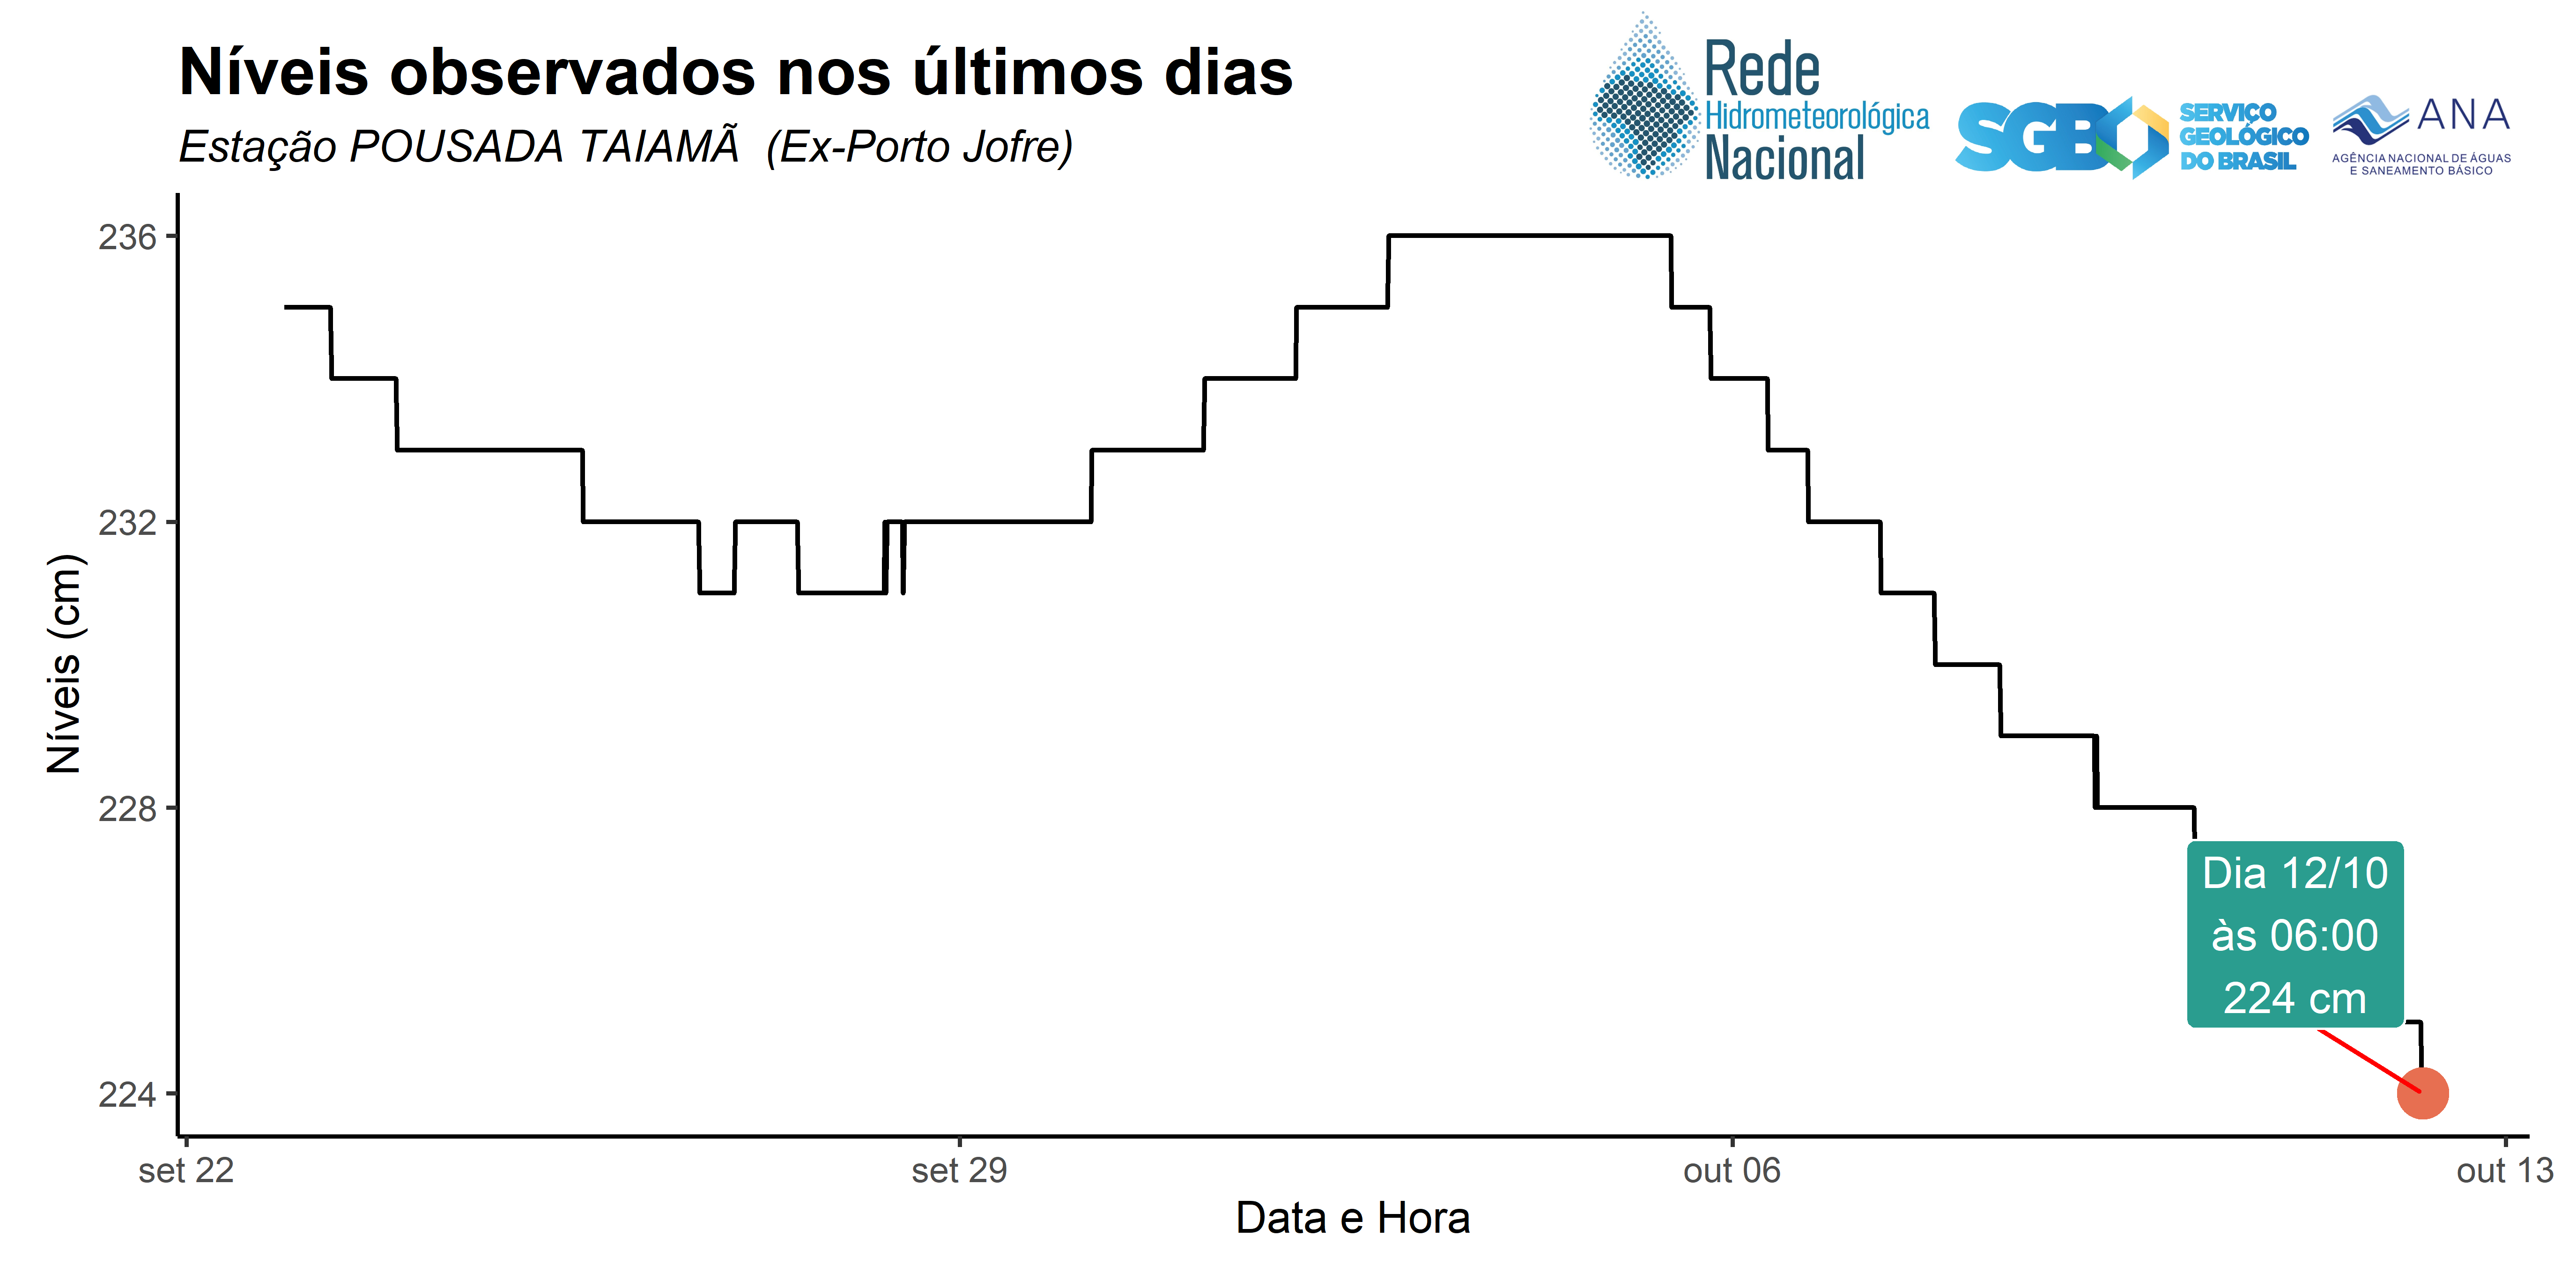 Níveis observados nos últimos dias
Estação POUSADA TAIAMÃ  (Ex-Porto Jofre)
Rede
Hidrometeorológica
Nacional
SGB
SERVIÇO
GEOLÓGICO
DO BRASIL
ANA
AGÊNCIA NACIONAL DE ÁGUAS
E SANEAMENTO BÁSICO
236
232
228
224
Níveis (cm)
Dia 12/10
às 06:00
224 cm
set 22
set 29
out 06
out 13
Data e Hora